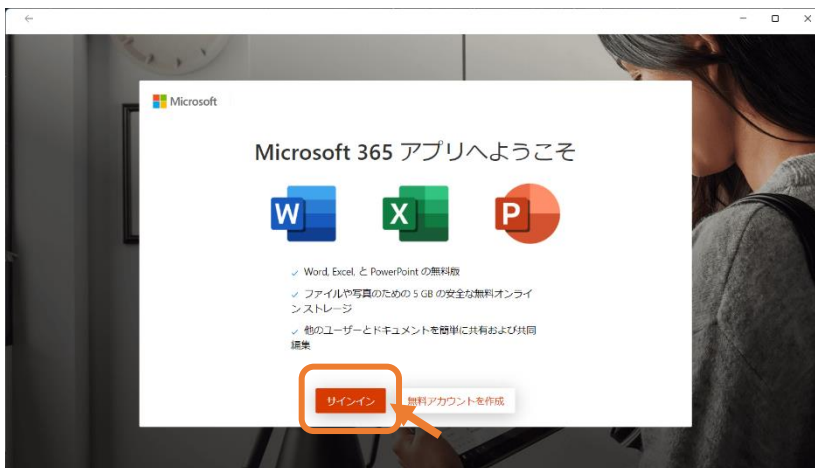 Microsoft
Microsoft 365 アプリへようこそ
W X P
Word, Excel, と PowerPoint の無料版
ファイルや写真のための 5 GB の安全な無料オンライ
ン ストレージ
他のユーザーとドキュメントを簡単に共有および共同
編集
サインイン 無料アカウントを作成